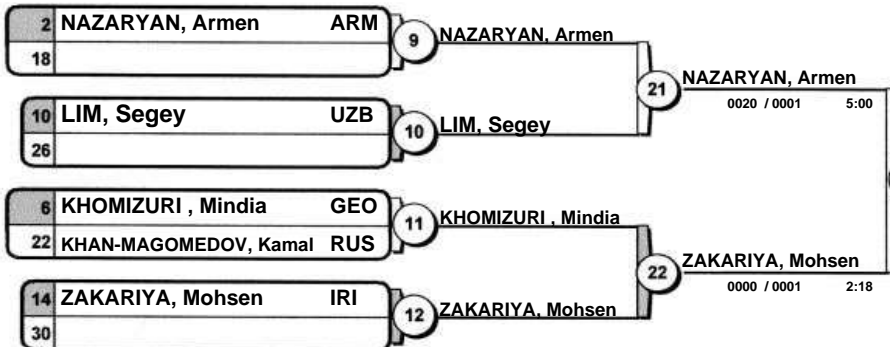 2 NAZARYAN, Armen ARM
18
9 NAZARYAN, Armen
10 LIM, Segey UZB
26
10 LIM, Segey
21 NAZARYAN, Armen
0020 / 0001 5:00
6 KHOMIZURI , Mindia GEO
22 KHAN-MAGOMEDOV, Kamal RUS
11 KHOMIZURI , Mindia
14 ZAKARIYA, Mohsen IRI
30
12 ZAKARIYA, Mohsen
22 ZAKARIYA, Mohsen
0000 / 0001 2:18